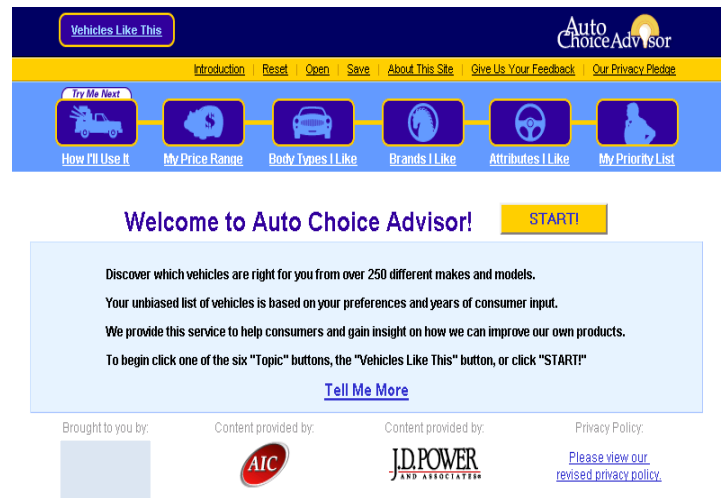 Vehicles Like This
Auto
ChoiceAdvisor
Introduction | Reset | Open | Save | About This Site | Give Us Your Feedback | Our Privacy Pledge
Try Me Next
How I'll Use It My Price Range Body Types I Like Brands I Like Attributes I Like My Priority List
Welcome to Auto Choice Advisor! START!
Discover which vehicles are right for you from over 250 different makes and models.
Your unbiased list of vehicles is based on your preferences and years of consumer input.
We provide this service to help consumers and gain insight on how we can improve our own products.
To begin click one of the six "Topic" buttons, the "Vehicles Like This" button, or click "START!"
Tell Me More
Brought to you by: Content provided by: Content provided by: Privacy Policy:
AIC
J.D.POWER
AND ASSOCIATES®
Please view our
revised privacy policy.